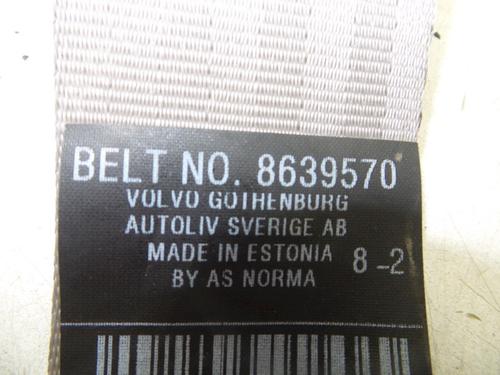 BELT NO. 8639570
VOLVO GOTHENBURG
AUTOLIV SVERIGE AB
MADE IN ESTONIA 8-2
BY AS NORMA